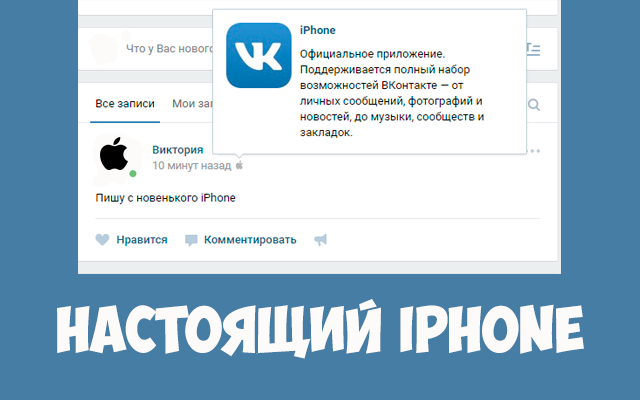 iPhone
Официальное приложение.
Поддерживается полный набор
возможностей ВКонтакте — от
личных сообщений, фотографий и
новостей, до музыки, сообществ и
закладок.
Что у Вас нового
Все записи Мои зап
Виктория
10 минут назад
Пишу с новенького iPhone
Нравится Комментировать
НАСТОЯЩИЙ IPHONE